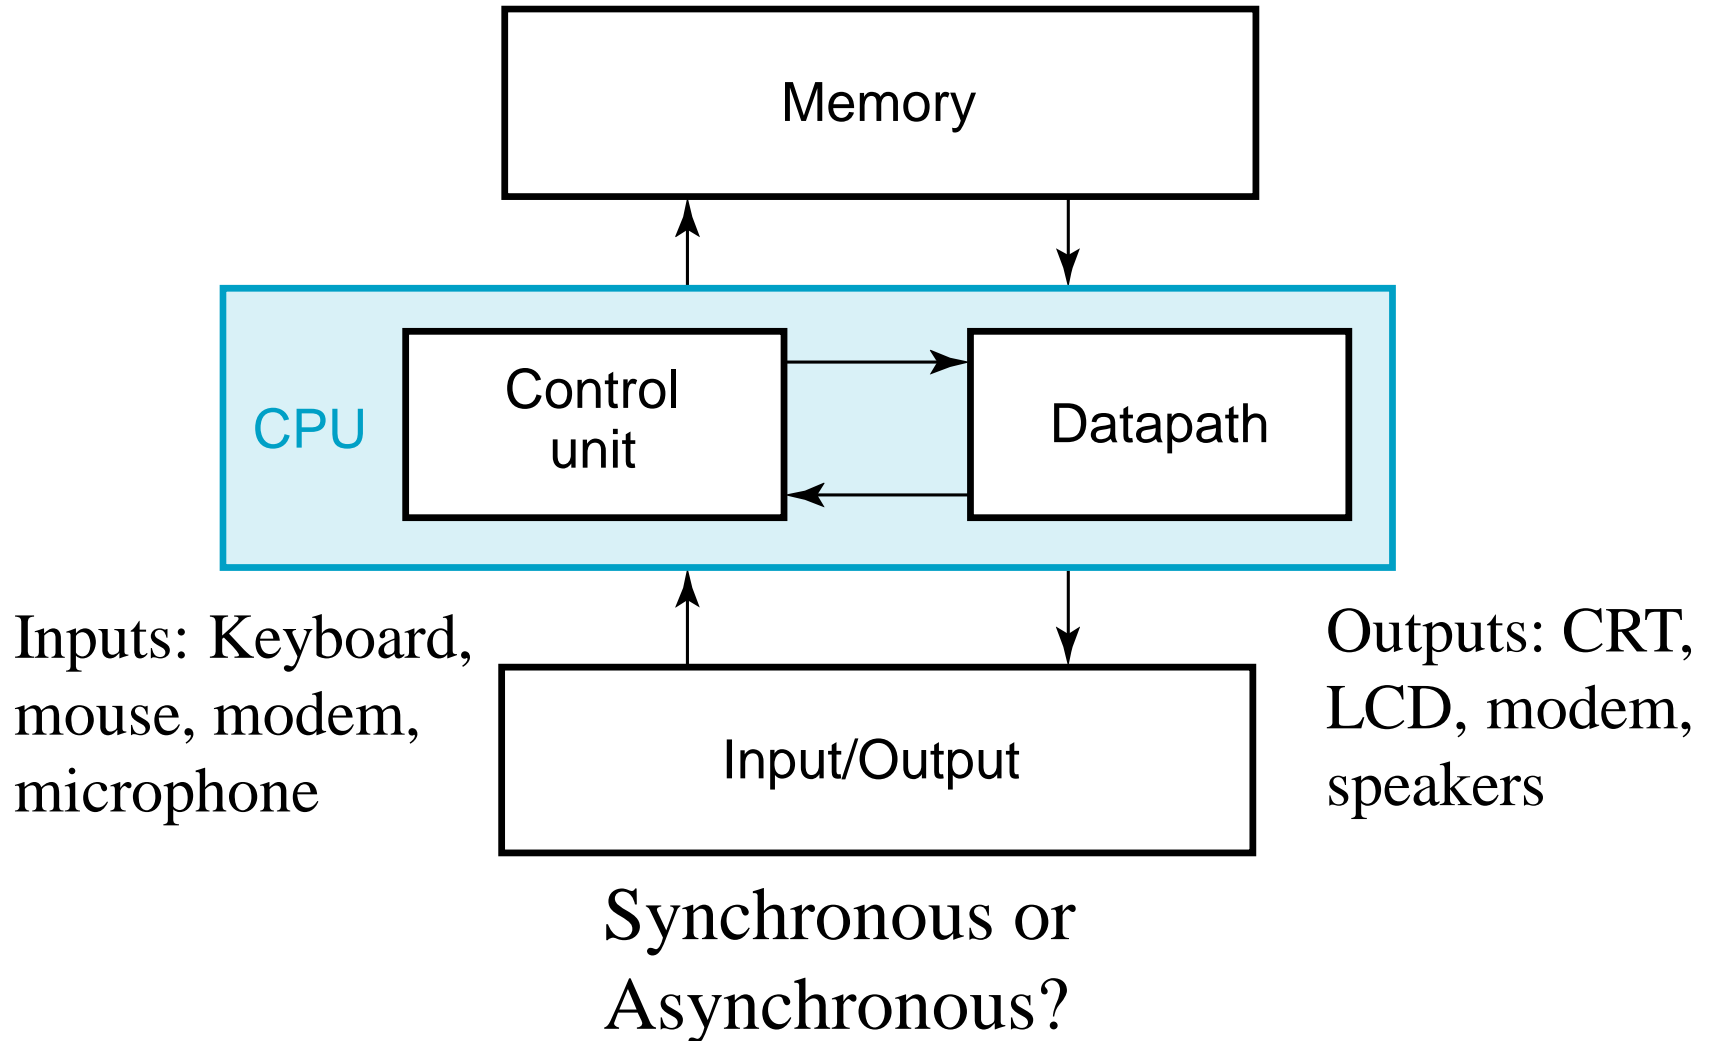 Memory
CPU
Control
unit
Datapath
Inputs: Keyboard,
mouse, modem,
microphone
Input/Output
Outputs: CRT,
LCD, modem,
speakers
Synchronous or
Asynchronous?